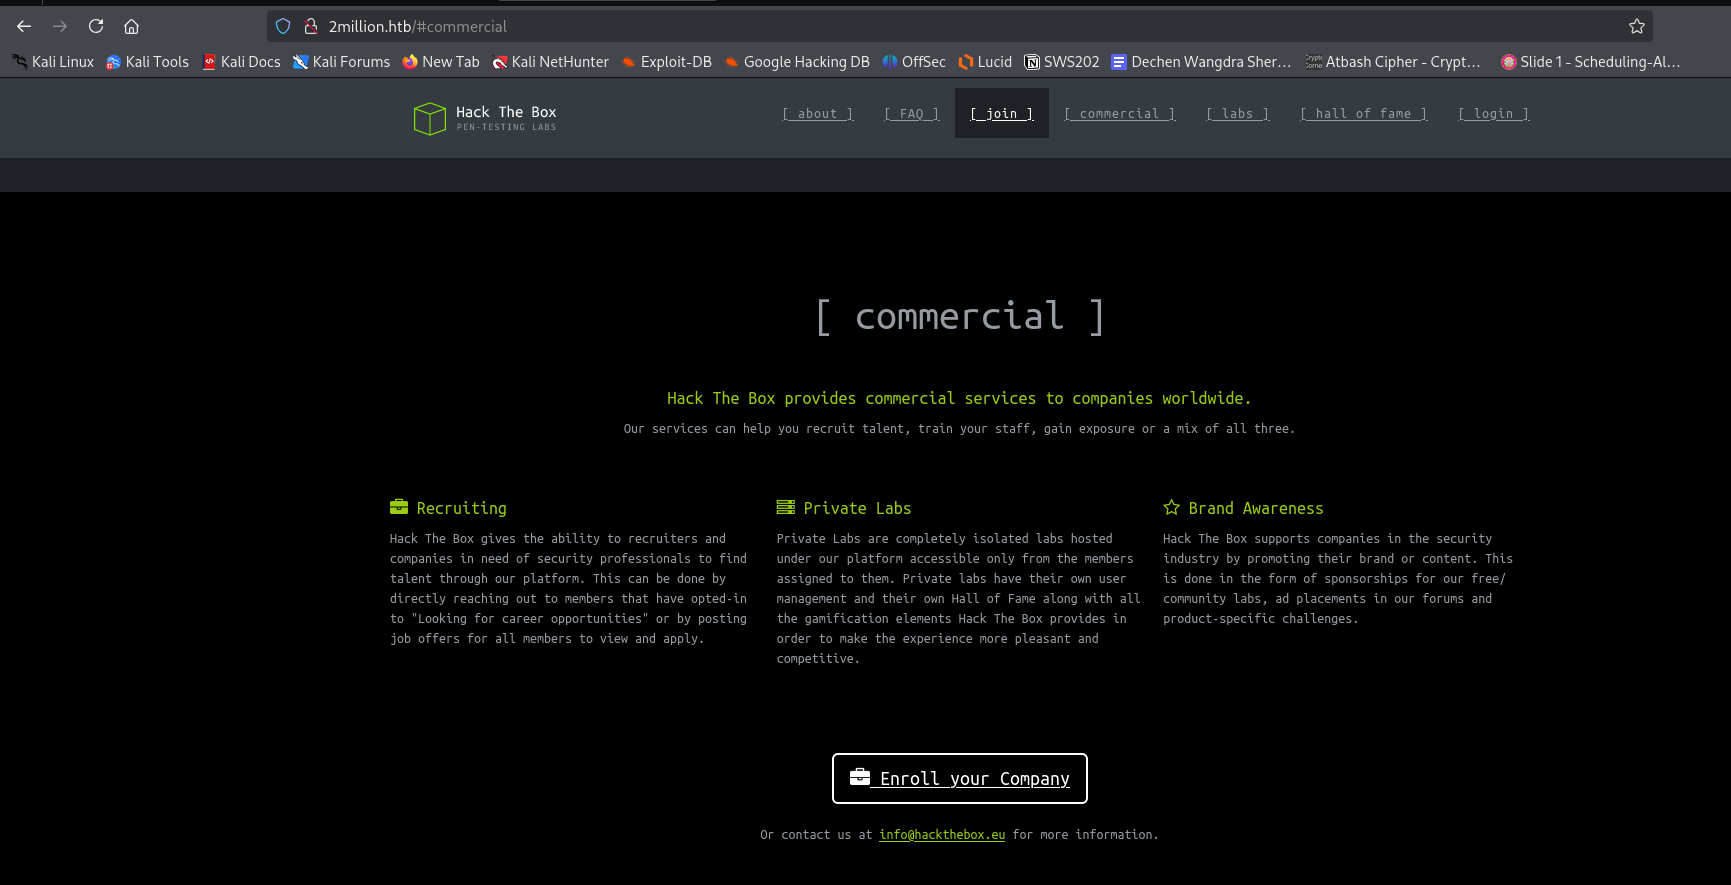 2million.htb/#commercial
Kali Linux Kali Tools Kali Docs Kali Forums New Tab Kali NetHunter Exploit-DB Google Hacking DB OffSec Lucid SWS202 Dechen Wangdra Sher… Atbash Cipher - Crypt… Slide 1 - Scheduling-Al…
Hack The Box
PEN-TESTING LABS
[ about ] [ FAQ ] [ join ] [ commercial ] [ labs ] [ hall of fame ] [ login ]
[ commercial ]
Hack The Box provides commercial services to companies worldwide.
Our services can help you recruit talent, train your staff, gain exposure or a mix of all three.
Recruiting
Hack The Box gives the ability to recruiters and
companies in need of security professionals to find
talent through our platform. This can be done by
directly reaching out to members that have opted-in
to "Looking for career opportunities" or by posting
job offers for all members to view and apply.
Private Labs
Private Labs are completely isolated labs hosted
under our platform accessible only from the members
assigned to them. Private labs have their own user
management and their own Hall of Fame along with all
the gamification elements Hack The Box provides in
order to make the experience more pleasant and
competitive.
Brand Awareness
Hack The Box supports companies in the security
industry by promoting their brand or content. This
is done in the form of sponsorships for our free/
community labs, ad placements in our forums and
product-specific challenges.
Enroll your Company
Or contact us at info@hackthebox.eu for more information.